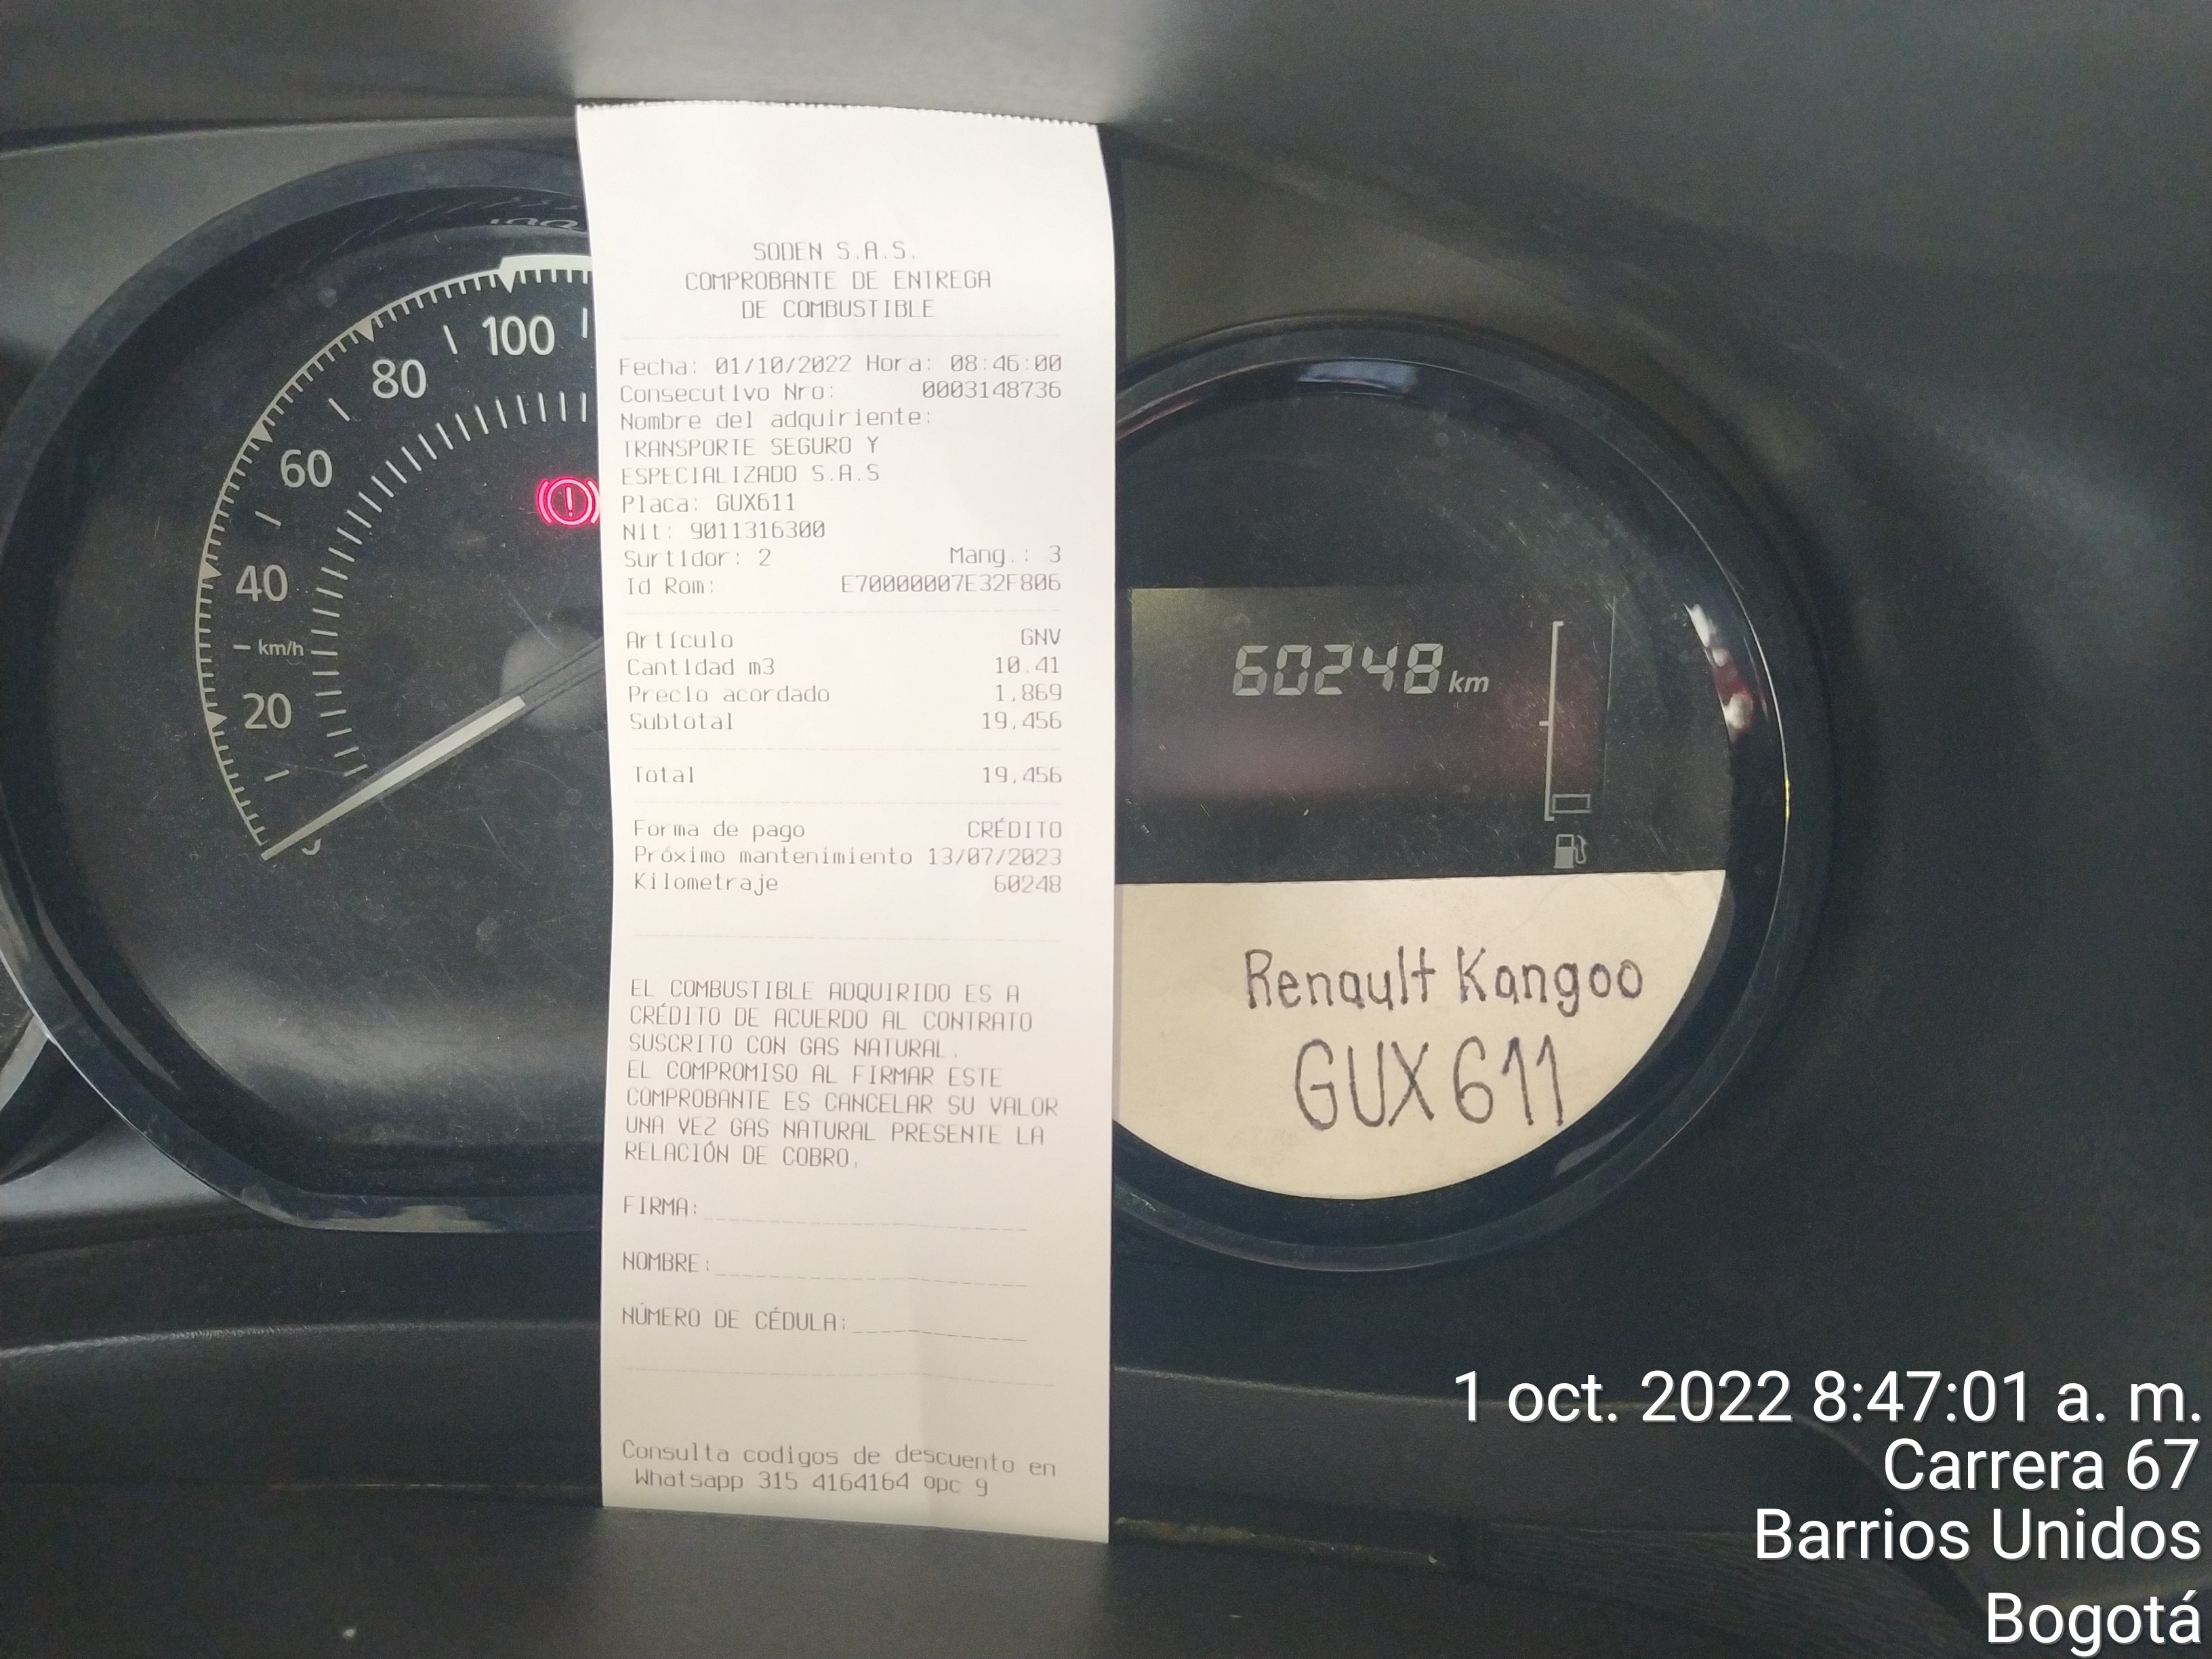 SODEN S.A.S.
COMPROBANTE DE ENTREGA
DE COMBUSTIBLE
Fecha: 01/10/2022 Hora: 08:46:00
Consecutivo Nro: 0003148736
Nombre del adquiriente:
TRANSPORTE SEGURO Y
ESPECIALIZADO S.A.S
Placa: GUX611
Nit: 9011316300
Surtidor: 2 Mang.: 3
Id Rom: E70000007E32F806
Artículo GNV
Cantidad m3 10.41
Precio acordado 1,869
Subtotal 19,456
Total 19,456
Forma de pago CRÉDITO
Próximo mantenimiento 13/07/2023
Kilometraje 60248
EL COMBUSTIBLE ADQUIRIDO ES A
CRÉDITO DE ACUERDO AL CONTRATO
SUSCRITO CON GAS NATURAL.
EL COMPROMISO AL FIRMAR ESTE
COMPROBANTE ES CANCELAR SU VALOR
UNA VEZ GAS NATURAL PRESENTE LA
RELACIÓN DE COBRO.
FIRMA:
NOMBRE:
NÚMERO DE CÉDULA:
Consulta codigos de descuento en
Whatsapp 315 4164164 opc 9
100
80
60
40
km/h
20
60248 km
Renault Kangoo
GUX611
1 oct. 2022 8:47:01 a. m.
Carrera 67
Barrios Unidos
Bogotá